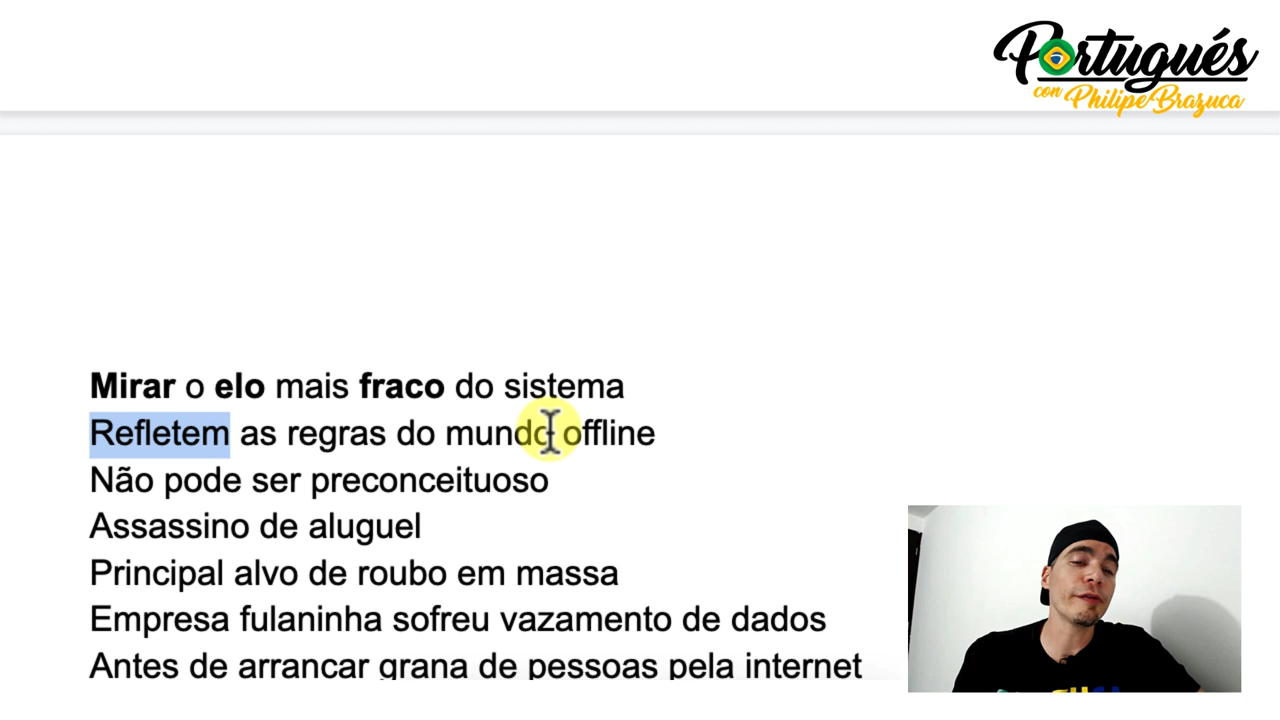 Português
con PhilipeBrazuca
Mirar o elo mais fraco do sistema
Refletem as regras do mundo offline
Não pode ser preconceituoso
Assassino de aluguel
Principal alvo de roubo em massa
Empresa fulaninha sofreu vazamento de dados
Antes de arrancar grana de pessoas pela internet